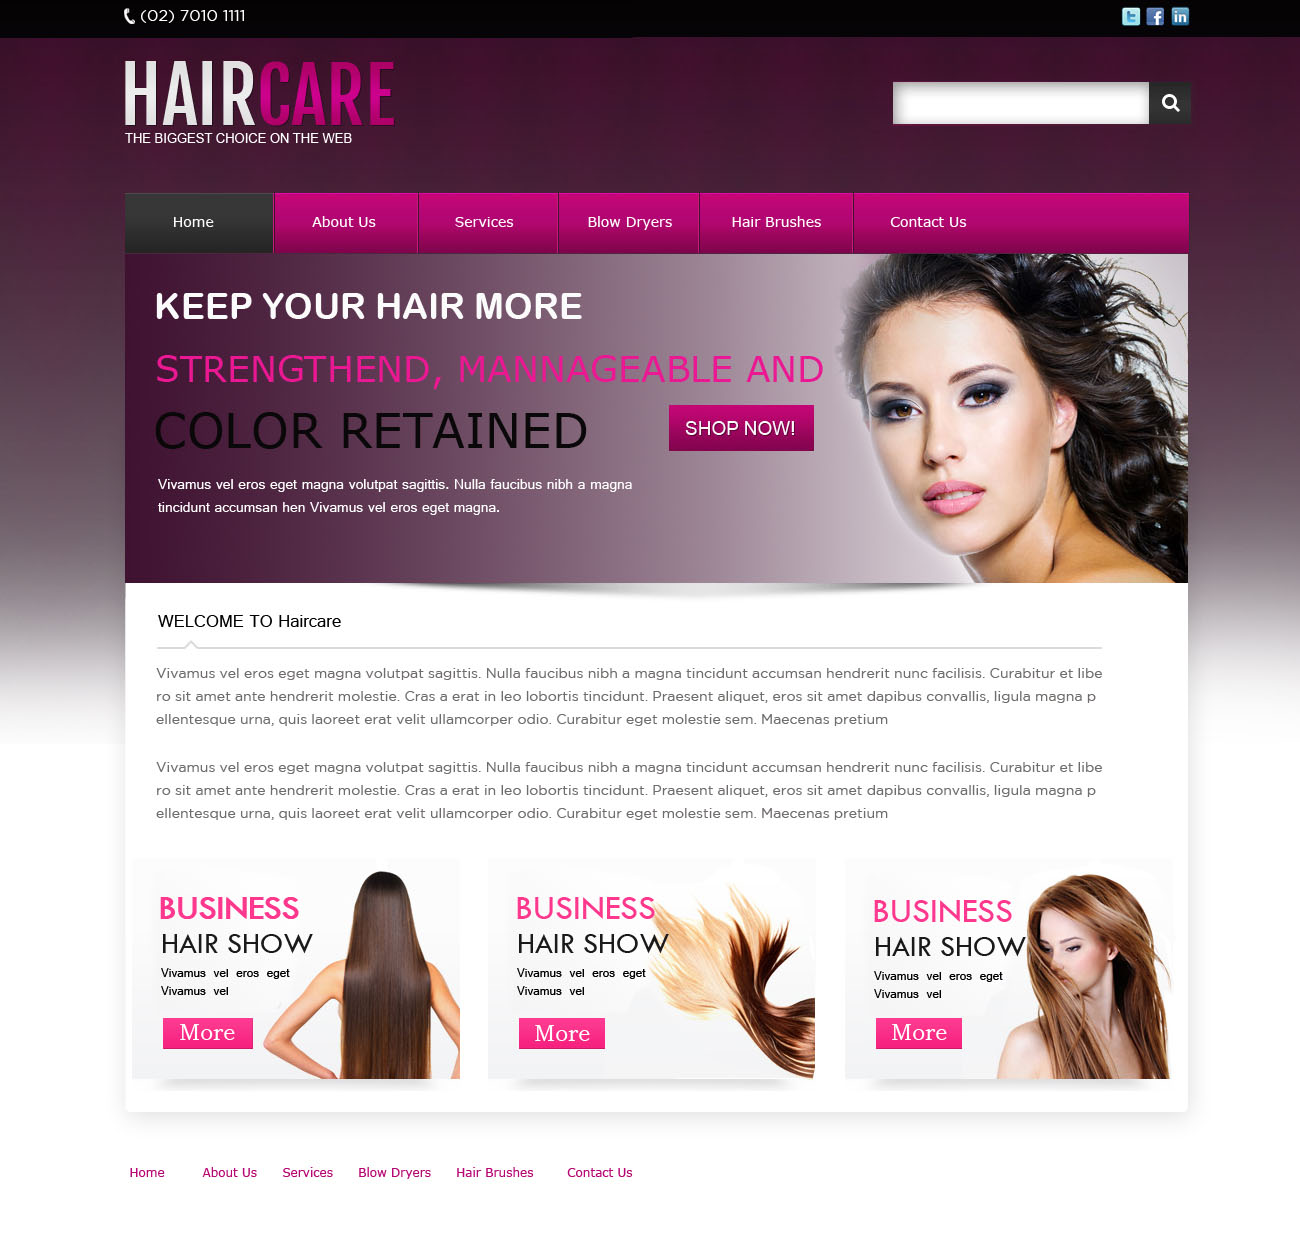 (02) 7010 1111
HAIRCARE
THE BIGGEST CHOICE ON THE WEB
Home About Us Services Blow Dryers Hair Brushes Contact Us
KEEP YOUR HAIR MORE
STRENGTHEND, MANNAGEABLE AND
COLOR RETAINED
SHOP NOW!
Vivamus vel eros eget magna volutpat sagittis. Nulla faucibus nibh a magna
tincidunt accumsan hen Vivamus vel eros eget magna.
WELCOME TO Haircare
Vivamus vel eros eget magna volutpat sagittis. Nulla faucibus nibh a magna tincidunt accumsan hendrerit nunc facilisis. Curabitur et libe
ro sit amet ante hendrerit molestie. Cras a erat in leo lobortis tincidunt. Praesent aliquet, eros sit amet dapibus convallis, ligula magna p
ellentesque urna, quis laoreet erat velit ullamcorper odio. Curabitur eget molestie sem. Maecenas pretium
Vivamus vel eros eget magna volutpat sagittis. Nulla faucibus nibh a magna tincidunt accumsan hendrerit nunc facilisis. Curabitur et libe
ro sit amet ante hendrerit molestie. Cras a erat in leo lobortis tincidunt. Praesent aliquet, eros sit amet dapibus convallis, ligula magna p
ellentesque urna, quis laoreet erat velit ullamcorper odio. Curabitur eget molestie sem. Maecenas pretium
BUSINESS
HAIR SHOW
Vivamus vel eros eget
Vivamus vel
More
BUSINESS
HAIR SHOW
Vivamus vel eros eget
Vivamus vel
More
BUSINESS
HAIR SHOW
Vivamus vel eros eget
Vivamus vel
More
Home About Us Services Blow Dryers Hair Brushes Contact Us